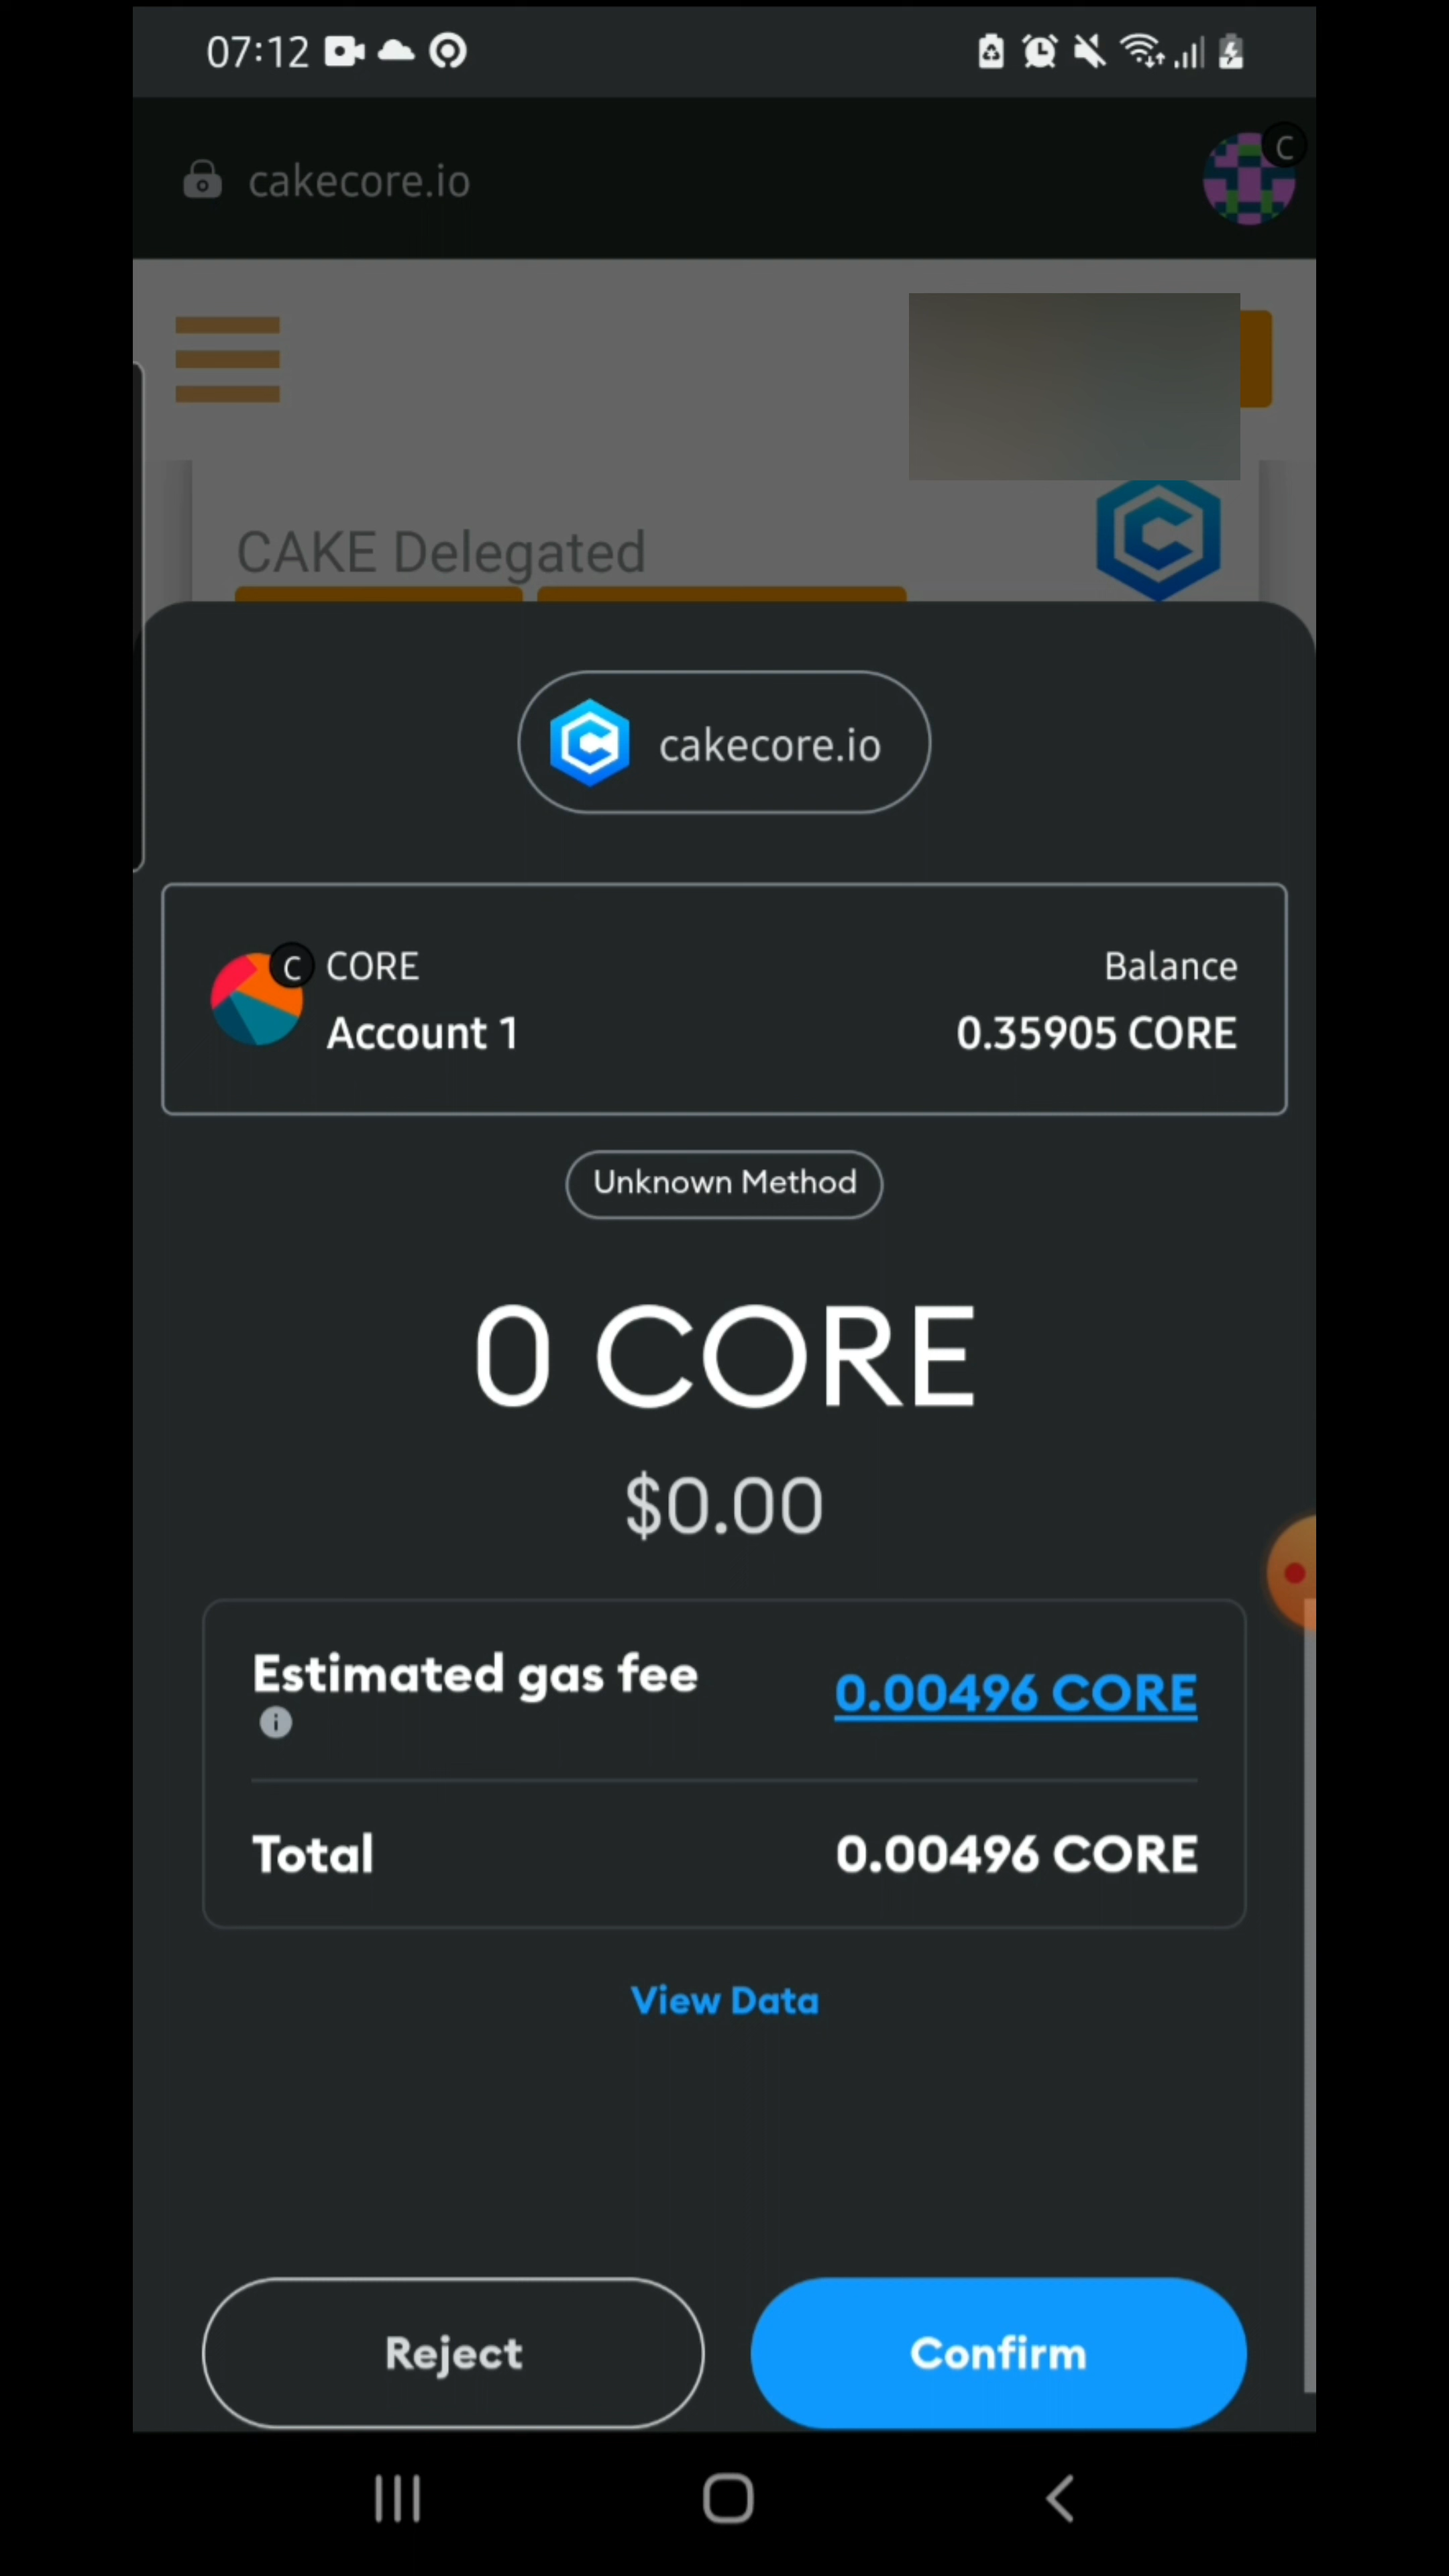 07:12
cakecore.io
C
CAKE Delegated
cakecore.io
C CORE
Balance
Account 1
0.35905 CORE
Unknown Method
0 CORE
$0.00
Estimated gas fee
0.00496 CORE
Total
0.00496 CORE
View Data
Reject
Confirm